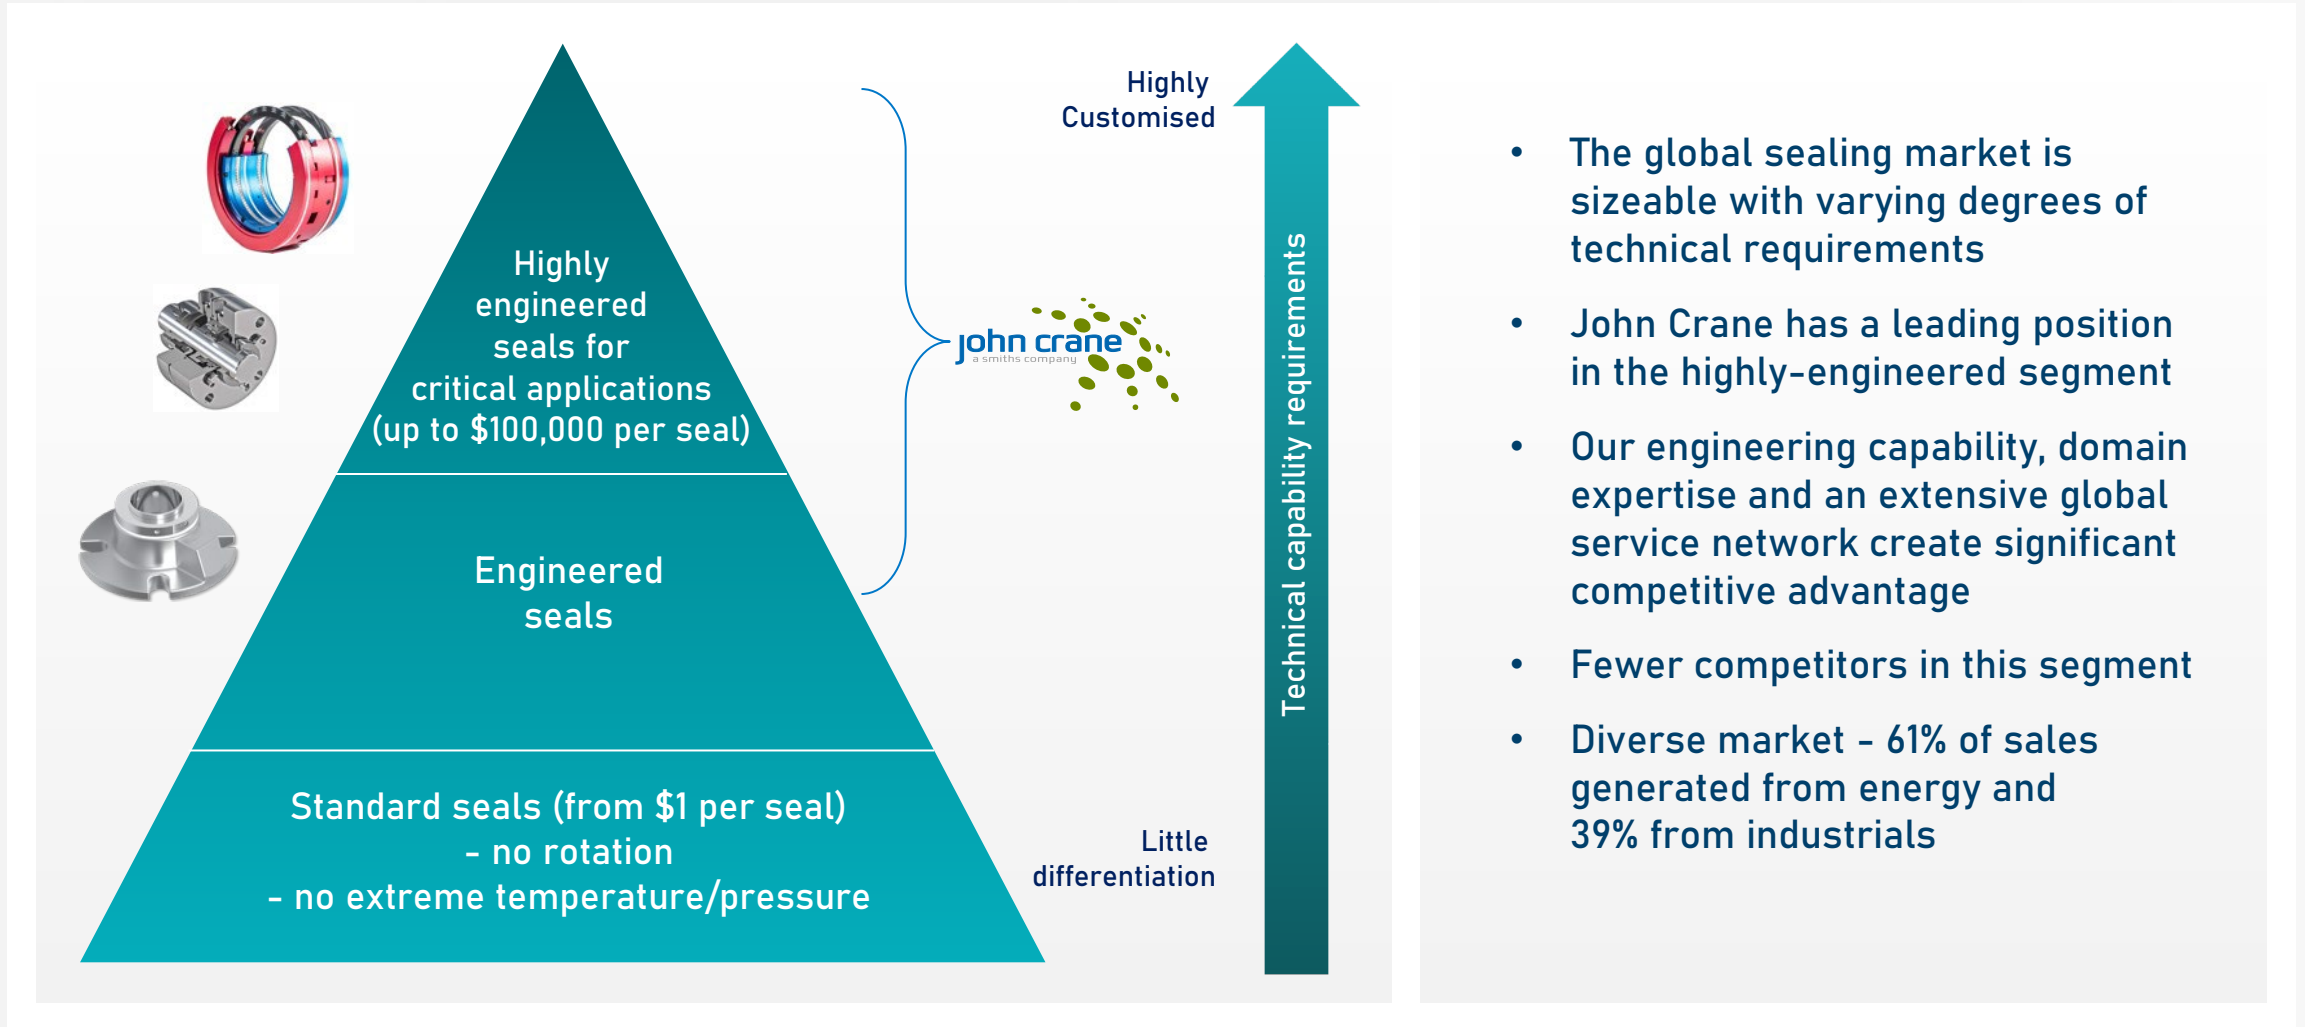 Highly
engineered
seals for
critical applications
(up to $100,000 per seal)
Engineered
seals
Standard seals (from $1 per seal)
- no rotation
- no extreme temperature/pressure
john crane
a smiths company
Highly
Customised
Little
differentiation
Technical capability requirements
• The global sealing market is
sizeable with varying degrees of
technical requirements
• John Crane has a leading position
in the highly-engineered segment
• Our engineering capability, domain
expertise and an extensive global
service network create significant
competitive advantage
• Fewer competitors in this segment
• Diverse market - 61% of sales
generated from energy and
39% from industrials